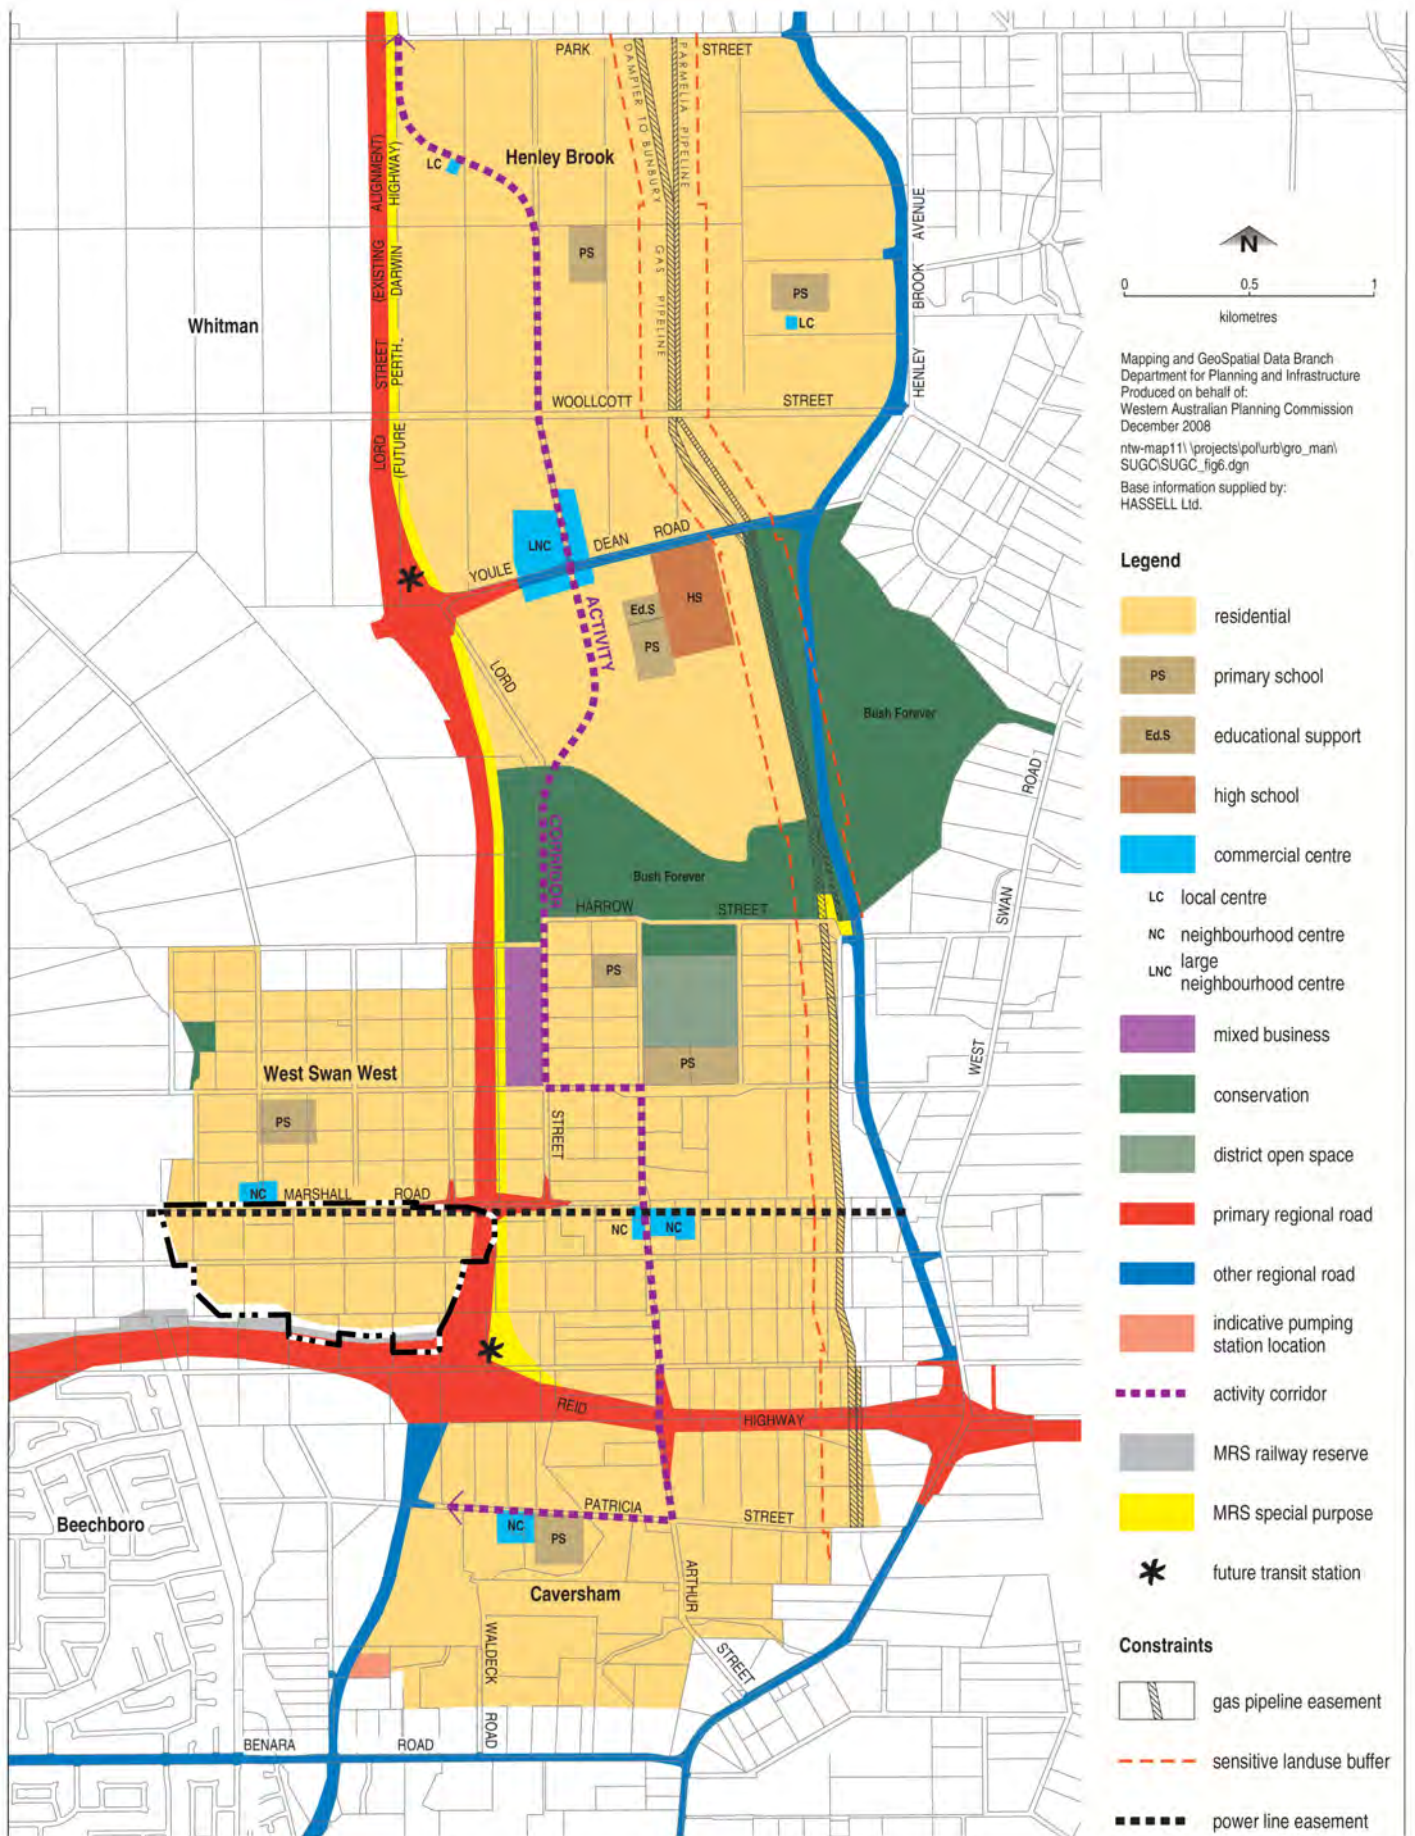 PARK
STREET
DAMPIER TO BUNBURY
GAS PIPELINE
PARMELIA PIPELINE
Henley Brook
LC
LORD STREET (EXISTING ALIGNMENT)
(FUTURE PERTH DARWIN HIGHWAY)
PS
PS
LC
HENLEY BROOK AVENUE
Whitman
WOOLLCOTT
STREET
LNC
YOULE
DEAN
ROAD
Ed.S
HS
PS
ACTIVITY
LORD
Bush Forever
CORRIDOR
Bush Forever
HARROW
STREET
WEST
SWAN
ROAD
PS
PS
West Swan West
PS
STREET
NC
MARSHALL
ROAD
NC
NC
REID
HIGHWAY
PATRICIA
STREET
NC
PS
Beechboro
Caversham
ARTHUR
STREET
WALDECK
ROAD
BENARA
ROAD
N
0 0.5 1
kilometres
Mapping and GeoSpatial Data Branch
Department for Planning and Infrastructure
Produced on behalf of:
Western Australian Planning Commission
December 2008
ntw-map11\ \projects\pol\urb\gro_man\
SUGC\SUGC_fig6.dgn
Base information supplied by:
HASSELL Ltd.
Legend
residential
PS primary school
Ed.S educational support
high school
commercial centre
LC local centre
NC neighbourhood centre
LNC large
neighbourhood centre
mixed business
conservation
district open space
primary regional road
other regional road
indicative pumping
station location
activity corridor
MRS railway reserve
MRS special purpose
future transit station
Constraints
gas pipeline easement
sensitive landuse buffer
power line easement